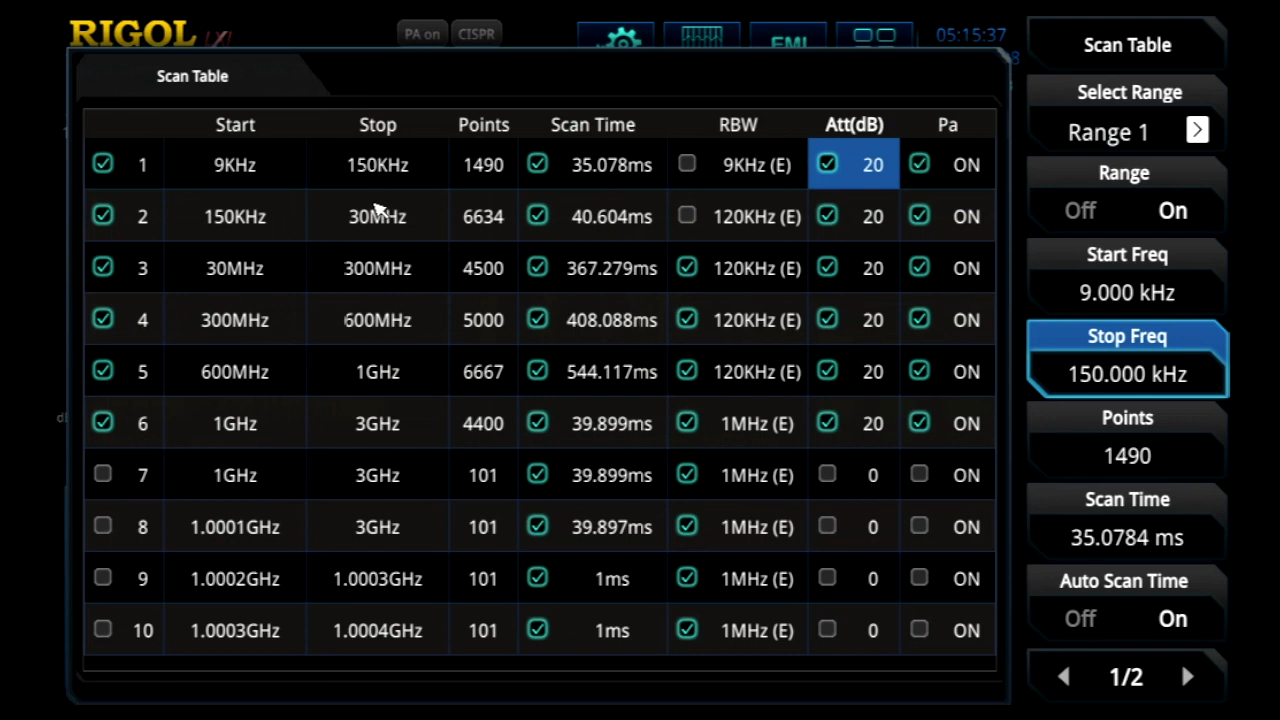 RIGOL LXI PA on CISPR EMI 05:15:37
Scan Table
Start Stop Points Scan Time RBW Att(dB) Pa
1 9KHz 150KHz 1490 35.078ms 9KHz (E) 20 ON
2 150KHz 30MHz 6634 40.604ms 120KHz (E) 20 ON
3 30MHz 300MHz 4500 367.279ms 120KHz (E) 20 ON
4 300MHz 600MHz 5000 408.088ms 120KHz (E) 20 ON
5 600MHz 1GHz 6667 544.117ms 120KHz (E) 20 ON
6 1GHz 3GHz 4400 39.899ms 1MHz (E) 20 ON
7 1GHz 3GHz 101 39.899ms 1MHz (E) 0 ON
8 1.0001GHz 3GHz 101 39.897ms 1MHz (E) 0 ON
9 1.0002GHz 1.0003GHz 101 1ms 1MHz (E) 0 ON
10 1.0003GHz 1.0004GHz 101 1ms 1MHz (E) 0 ON
Scan Table
Select Range
Range 1
Range
Off On
Start Freq
9.000 kHz
Stop Freq
150.000 kHz
Points
1490
Scan Time
35.0784 ms
Auto Scan Time
Off On
1/2